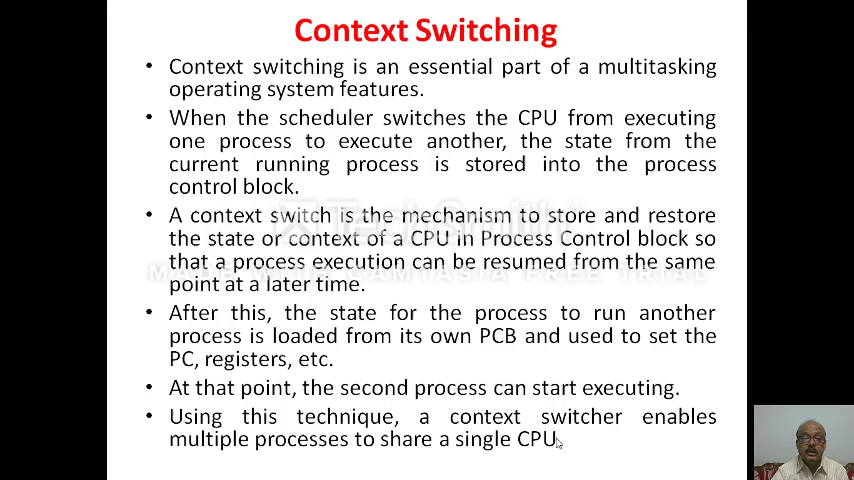 Context Switching
• Context switching is an essential part of a multitasking
operating system features.
• When the scheduler switches the CPU from executing
one process to execute another, the state from the
current running process is stored into the process
control block.
• A context switch is the mechanism to store and restore
the state or context of a CPU in Process Control block so
that a process execution can be resumed from the same
point at a later time.
• After this, the state for the process to run another
process is loaded from its own PCB and used to set the
PC, registers, etc.
• At that point, the second process can start executing.
• Using this technique, a context switcher enables
multiple processes to share a single CPU
TechSmith
MADE WITH CAMTASIA FREE TRIAL